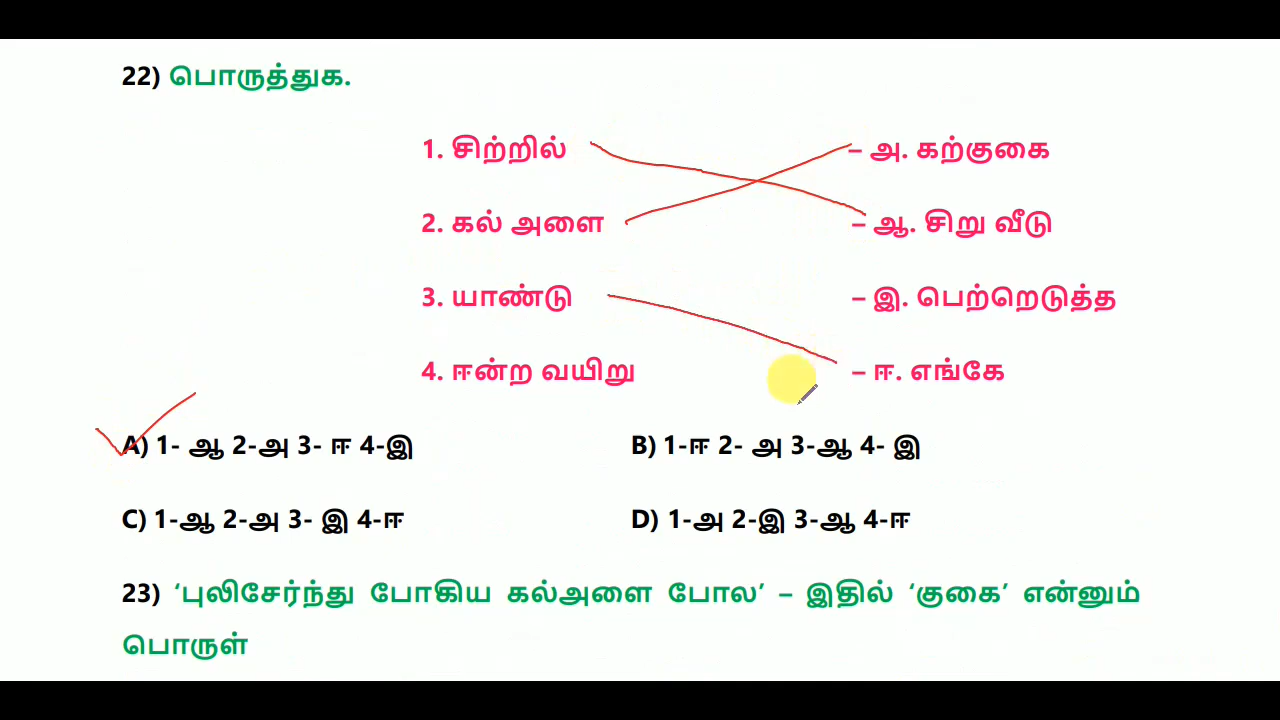 22) பொருத்துக.
1. சிற்றில் – அ. கற்குகை
2. கல் அளை – ஆ. சிறு வீடு
3. யாண்டு – இ. பெற்றெடுத்த
4. ஈன்ற வயிறு – ஈ. எங்கே
A) 1- ஆ 2-அ 3- ஈ 4-இ B) 1-ஈ 2- அ 3-ஆ 4- இ
C) 1-ஆ 2-அ 3- இ 4-ஈ D) 1-அ 2-இ 3-ஆ 4-ஈ
23) ‘புலிசேர்ந்து போகிய கல்அளை போல’ – இதில் ‘குகை’ என்னும்
பொருள்